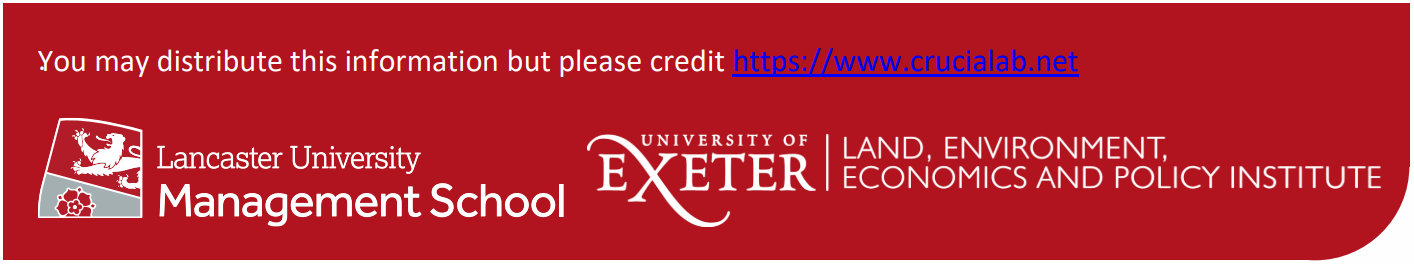 You may distribute this information but please credit https://www.crucialab.net
Lancaster University
Management School
UNIVERSITY OF
EXETER
LAND, ENVIRONMENT,
ECONOMICS AND POLICY INSTITUTE